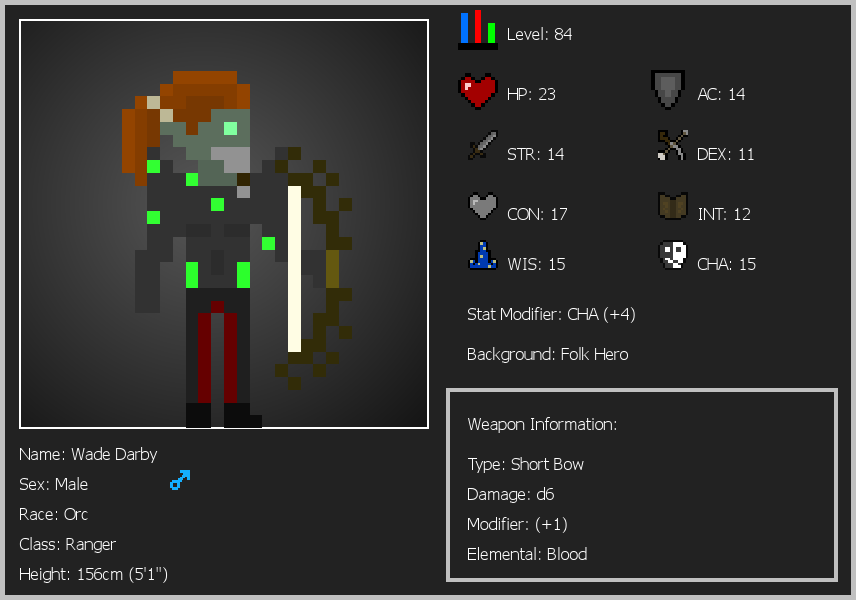 Level: 84
HP: 23
AC: 14
STR: 14
DEX: 11
CON: 17
INT: 12
WIS: 15
CHA: 15
Stat Modifier: CHA (+4)
Background: Folk Hero
Weapon Information:
Type: Short Bow
Damage: d6
Modifier: (+1)
Elemental: Blood
Name: Wade Darby
Sex: Male
Race: Orc
Class: Ranger
Height: 156cm (5'1")